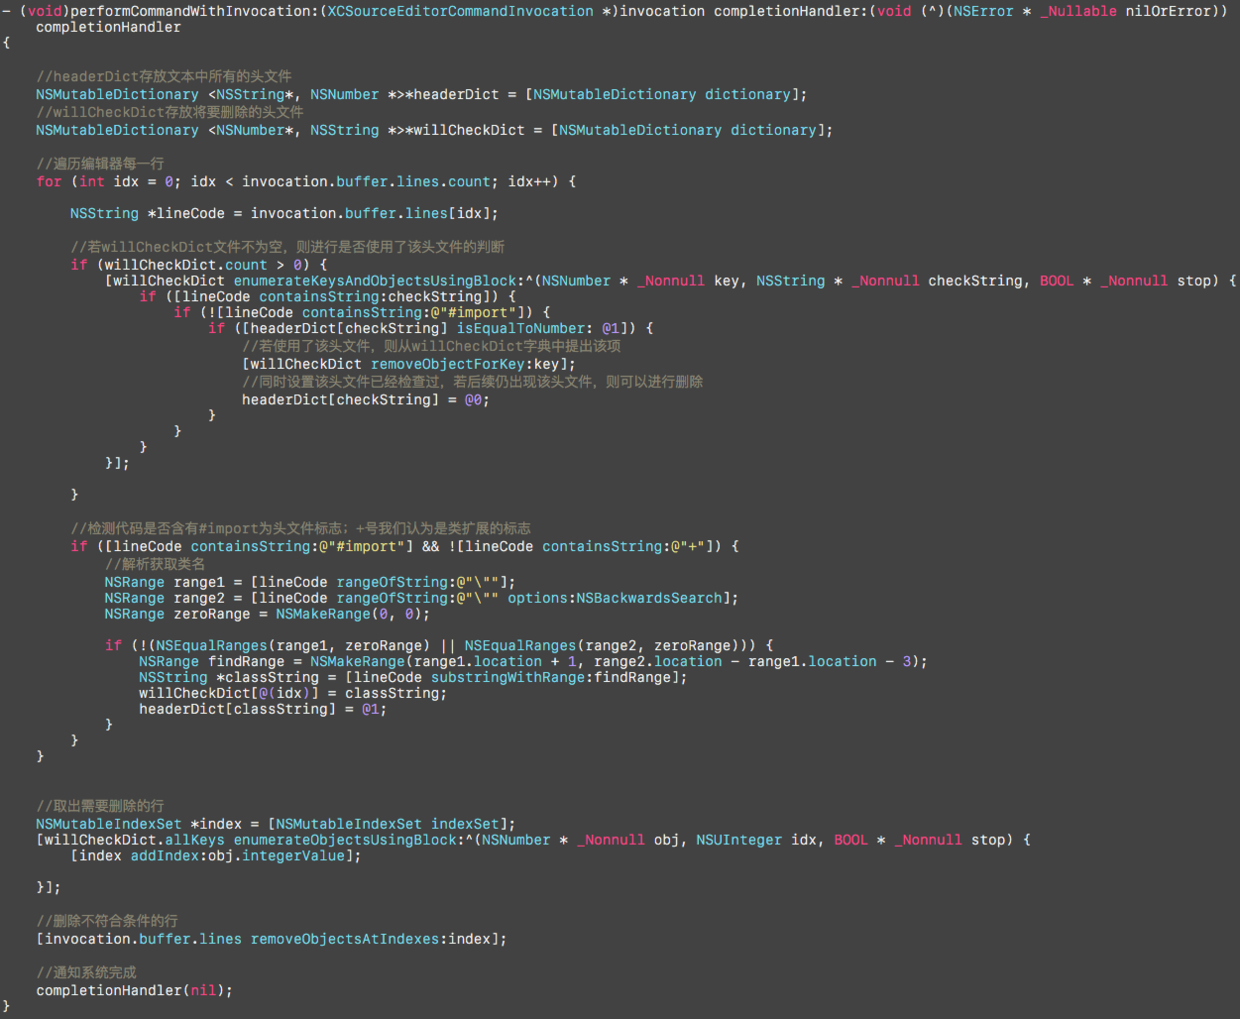 - (void)performCommandWithInvocation:(XCSourceEditorCommandInvocation *)invocation completionHandler:(void (^)(NSError * _Nullable nilOrError))
completionHandler
{
//headerDict存放文本中所有的头文件
NSMutableDictionary <NSString*, NSNumber *>*headerDict = [NSMutableDictionary dictionary];
//willCheckDict存放将要删除的头文件
NSMutableDictionary <NSNumber*, NSString *>*willCheckDict = [NSMutableDictionary dictionary];
//遍历编辑器每一行
for (int idx = 0; idx < invocation.buffer.lines.count; idx++) {
NSString *lineCode = invocation.buffer.lines[idx];
//若willCheckDict文件不为空，则进行是否使用了该头文件的判断
if (willCheckDict.count > 0) {
[willCheckDict enumerateKeysAndObjectsUsingBlock:^(NSNumber * _Nonnull key, NSString * _Nonnull checkString, BOOL * _Nonnull stop) {
if ([lineCode containsString:checkString]) {
if (![lineCode containsString:@"#import"]) {
if ([headerDict[checkString] isEqualToNumber: @1]) {
//若使用了该头文件，则从willCheckDict字典中提出该项
[willCheckDict removeObjectForKey:key];
//同时设置该头文件已经检查过，若后续仍出现该头文件，则可以进行删除
headerDict[checkString] = @0;
}
}
}
}];
}
//检测代码是否含有#import为头文件标志；+号我们认为是类扩展的标志
if ([lineCode containsString:@"#import"] && ![lineCode containsString:@"+"]) {
//解析获取类名
NSRange range1 = [lineCode rangeOfString:@"\""];
NSRange range2 = [lineCode rangeOfString:@"\"" options:NSBackwardsSearch];
NSRange zeroRange = NSMakeRange(0, 0);
if (!(NSEqualRanges(range1, zeroRange) || NSEqualRanges(range2, zeroRange))) {
NSRange findRange = NSMakeRange(range1.location + 1, range2.location - range1.location - 3);
NSString *classString = [lineCode substringWithRange:findRange];
willCheckDict[@(idx)] = classString;
headerDict[classString] = @1;
}
}
}
//取出需要删除的行
NSMutableIndexSet *index = [NSMutableIndexSet indexSet];
[willCheckDict.allKeys enumerateObjectsUsingBlock:^(NSNumber * _Nonnull obj, NSUInteger idx, BOOL * _Nonnull stop) {
[index addIndex:obj.integerValue];
}];
//删除不符合条件的行
[invocation.buffer.lines removeObjectsAtIndexes:index];
//通知系统完成
completionHandler(nil);
}